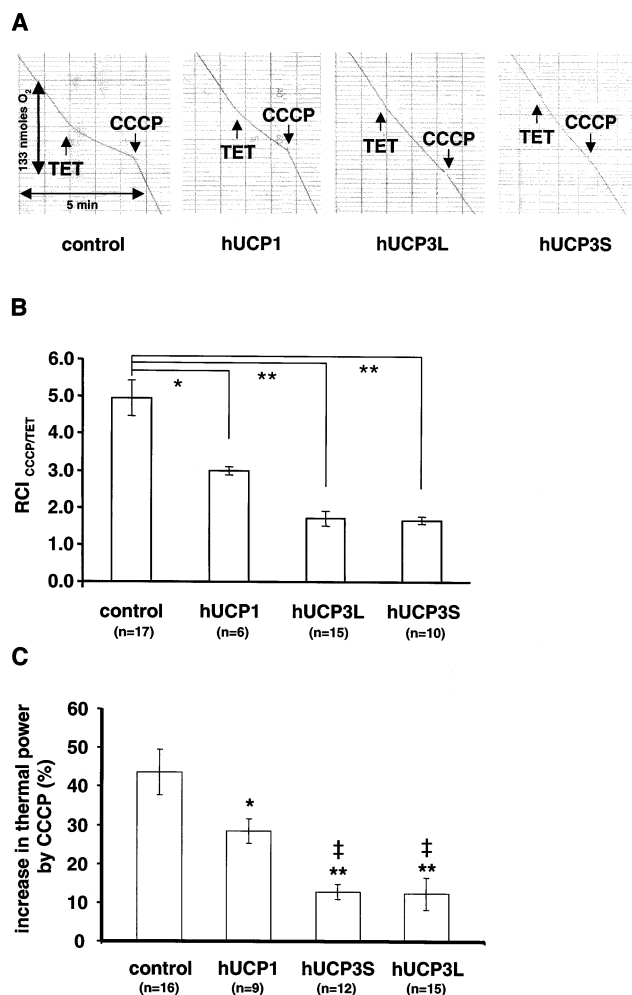 A
133 nmoles O2
TET
CCCP
5 min
control
TET
CCCP
hUCP1
TET
CCCP
hUCP3L
TET
CCCP
hUCP3S
B
RCI CCCP/TET
6.0
5.0
4.0
3.0
2.0
1.0
0.0
*
**
**
control hUCP1 hUCP3L hUCP3S
(n=17) (n=6) (n=15) (n=10)
C
increase in thermal power
by CCCP (%)
60
50
40
30
20
10
0
*
‡
**
‡
**
control hUCP1 hUCP3S hUCP3L
(n=16) (n=9) (n=12) (n=15)